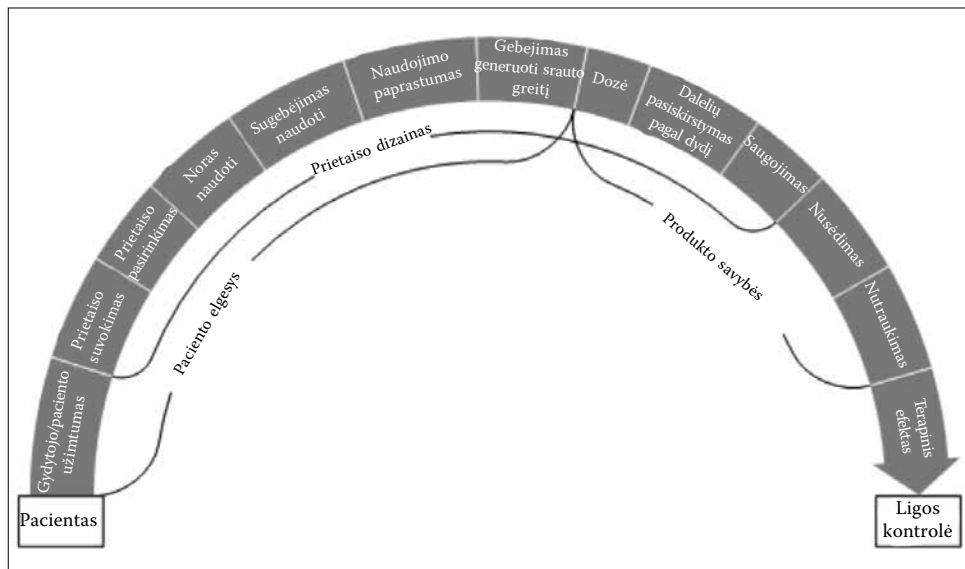 Pacientas
Gydytojo/paciento
užimtumas
Prietaiso
suvokimas
Prietaiso
pasirinkimas
Noras
naudoti
Sugebėjimas
naudoti
Naudojimo
paprastumas
Gebejimas
generuoti srauto
greitį
Dozė
Dalelių
pasiskirstymas
pagal dydį
Saugojimas
Nusėdimas
Nutraukimas
Terapinis
efektas
Ligos
kontrolė
Prietaiso dizainas
Paciento elgesys
Produkto savybės